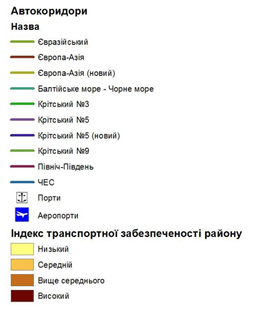 Автокоридори
Назва
Євразійський
Європа-Азія
Європа-Азія (новий)
Балтійське море - Чорне море
Крітський №3
Крітський №5
Крітський №5 (новий)
Крітський №9
Північ-Південь
ЧЕС
Порти
Аеропорти
Індекс транспортної забезпеченості району
Низький
Середній
Вище середнього
Високий